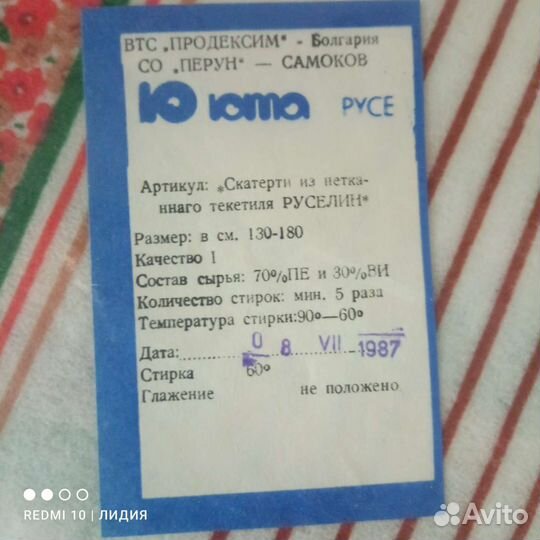 ВТС „ПРОДЕКСИМ" - Болгария
СО „ПЕРУН" — САМОКОВ
Ю юта РУСЕ
Артикул: „Скатерти из нетка-
ннаго текетиля РУСЕЛИН"
Размер: в см. 130-180
Качество I
Состав сырья: 70%ПЕ и 30%ВИ
Количество стирок: мин. 5 раза
Температура стирки:90°—60°
Дата: 0 8 VII 1987
Стирка 60°
Глажение не положено
REDMI 10 | ЛИДИЯ
Avito